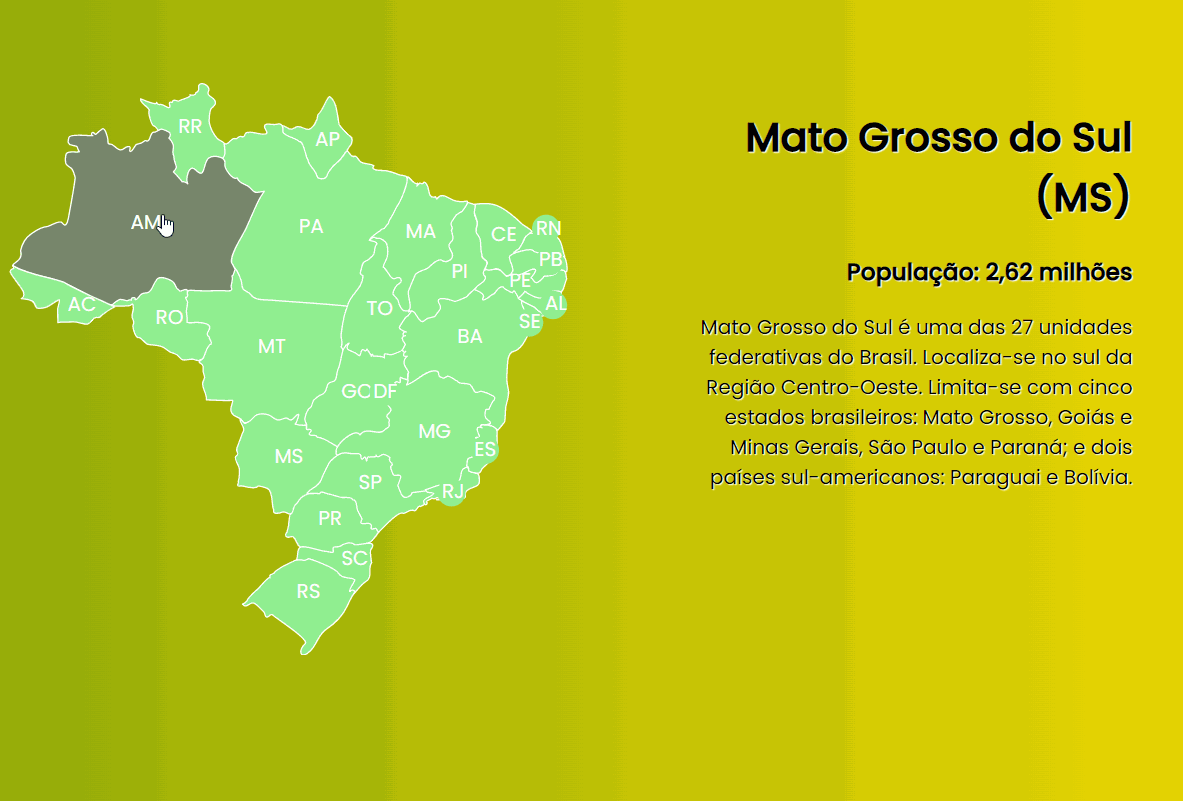 RR
AP
AM
PA
MA
CE
RN
PB
PI
PE
AC
RO
TO
AL
SE
MT
BA
GO
DF
MG
MS
ES
SP
RJ
PR
SC
RS
Mato Grosso do Sul
(MS)
População: 2,62 milhões
Mato Grosso do Sul é uma das 27 unidades
federativas do Brasil. Localiza-se no sul da
Região Centro-Oeste. Limita-se com cinco
estados brasileiros: Mato Grosso, Goiás e
Minas Gerais, São Paulo e Paraná; e dois
países sul-americanos: Paraguai e Bolívia.